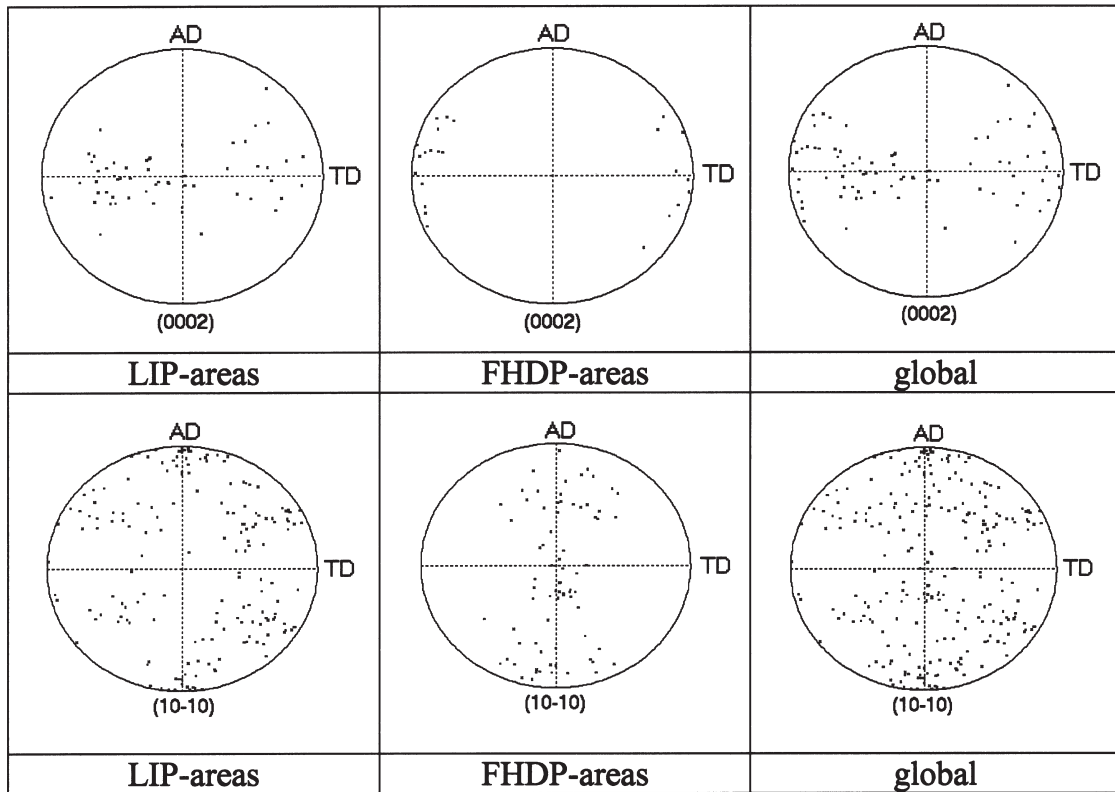 AD AD AD
TD TD TD
(0002) (0002) (0002)
LIP-areas FHDP-areas global
AD AD AD
TD TD TD
(10-10) (10-10) (10-10)
LIP-areas FHDP-areas global